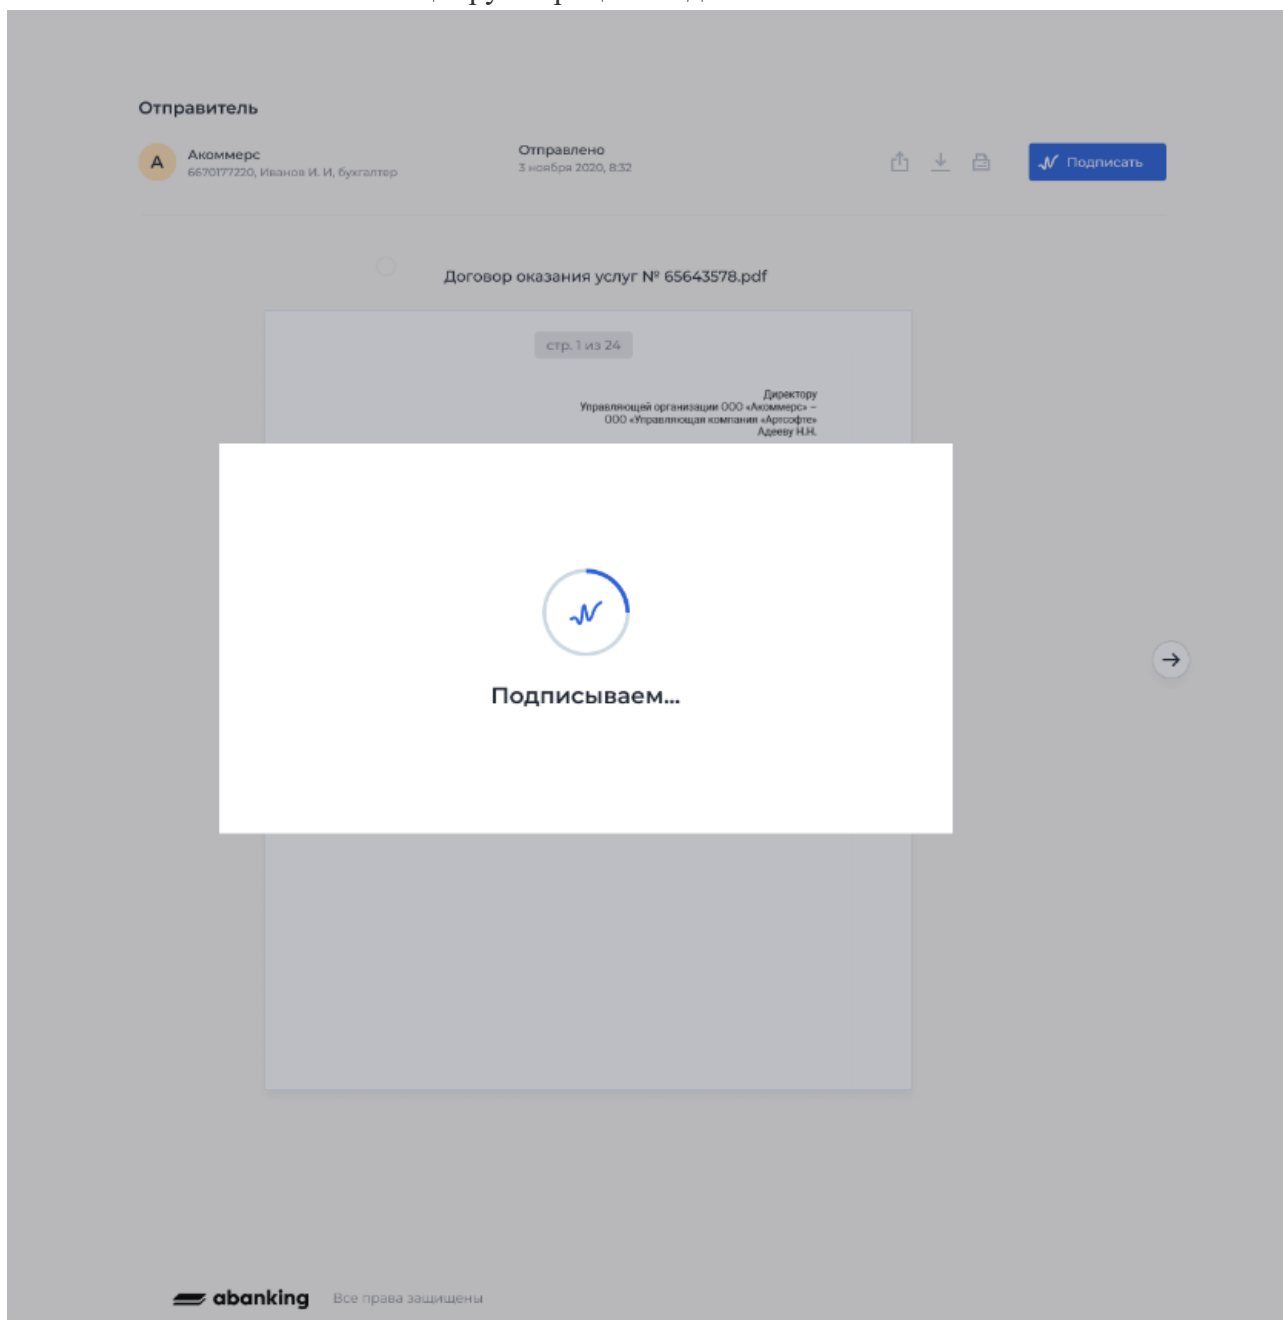 Отправитель
А
Акоммерс
6670177220, Иванов И. И, бухгалтер
Отправлено
3 ноября 2020, 8:32
Подписать
Договор оказания услуг № 65643578.pdf
стр. 1 из 24
Директору
Управляющей организации ООО «Акоммерс» –
ООО «Управляющая компания «Артсофте»
Адееву Н.Н.
Подписываем...
abanking
Все права защищены